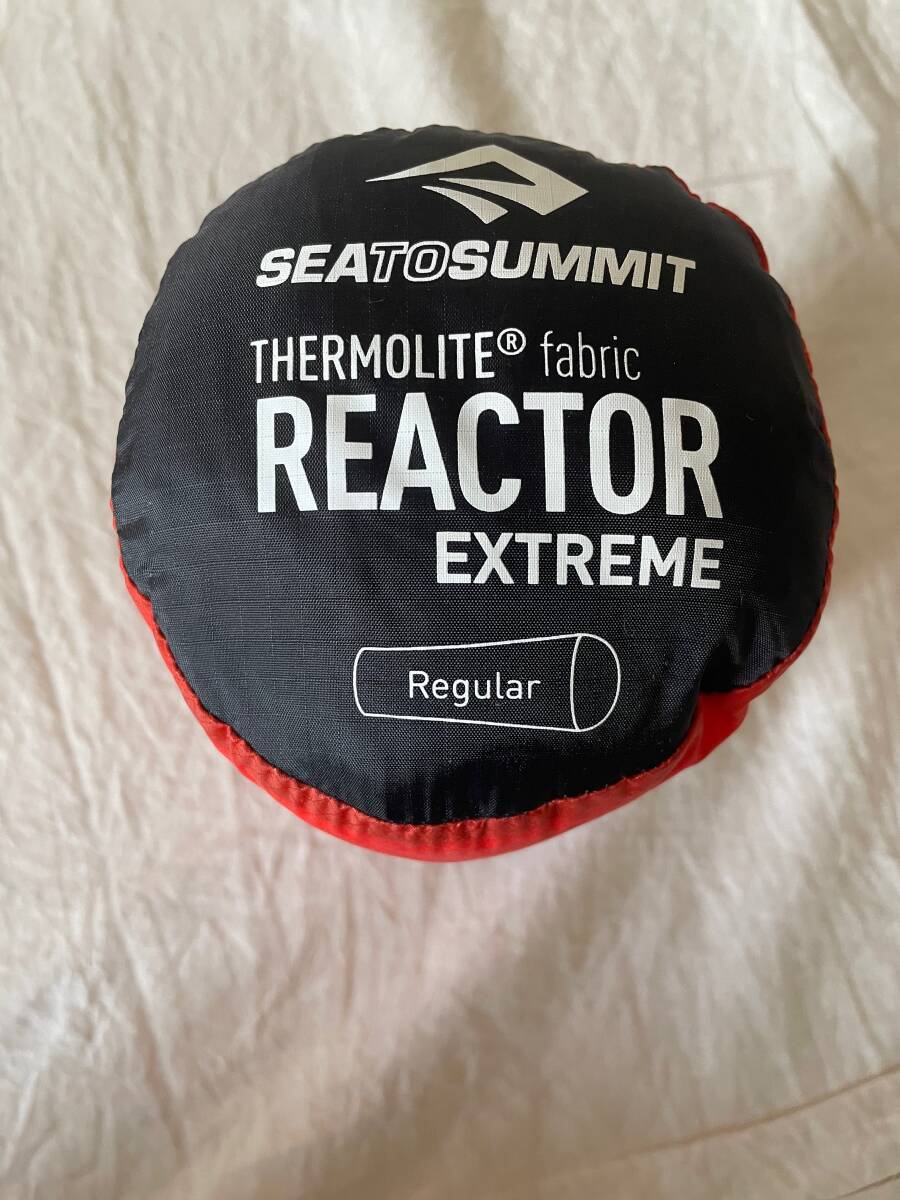 SEATOSUMMIT
THERMOLITE® fabric
REACTOR
EXTREME
Regular